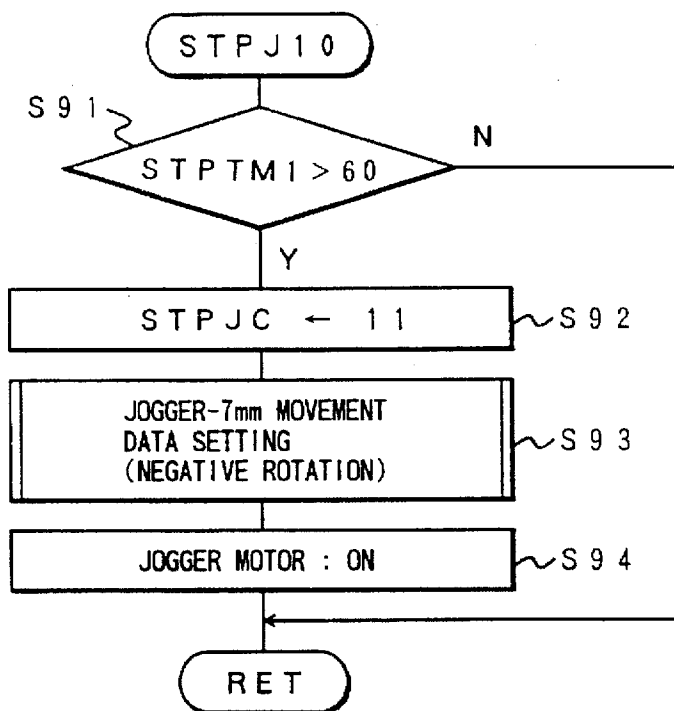 STPJ10
S91
STPTM1 > 60
N
Y
STPJC ← 11
S92
JOGGER-7mm MOVEMENT
DATA SETTING
(NEGATIVE ROTATION)
S93
JOGGER MOTOR : ON
S94
RET